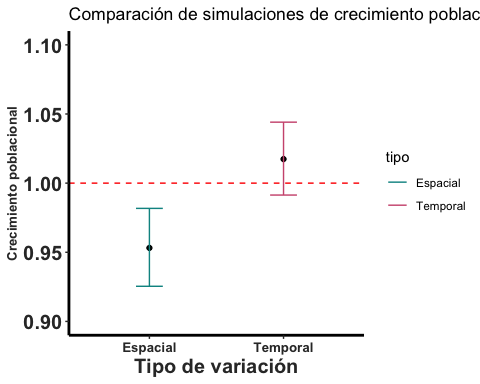 Comparación de simulaciones de crecimiento poblac
1.10
1.05
1.00
0.95
0.90
Crecimiento poblacional
Espacial
Temporal
Tipo de variación
tipo
Espacial
Temporal